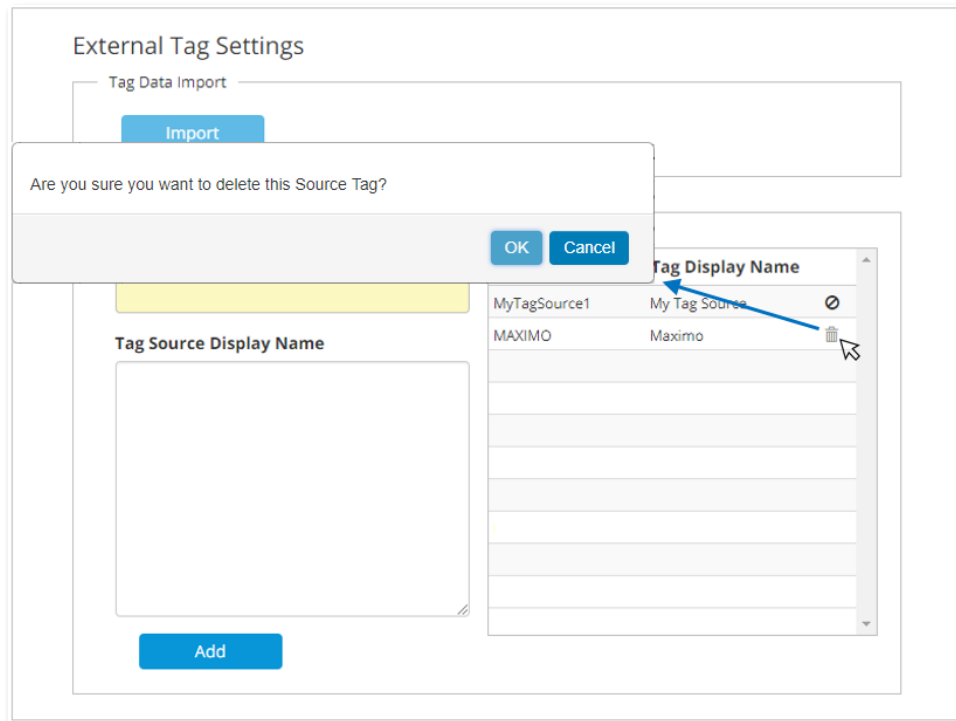 External Tag Settings
Tag Data Import
Import
Are you sure you want to delete this Source Tag?
OK Cancel
Tag Display Name
MyTagSource1 My Tag Source
MAXIMO Maximo
Tag Source Display Name
Add